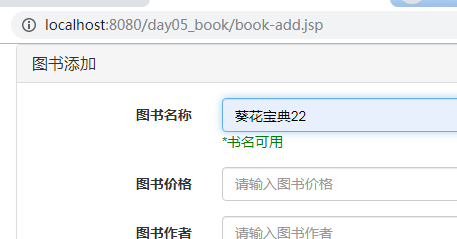 localhost:8080/day05_book/book-add.jsp
图书添加
图书名称 葵花宝典22
*书名可用
图书价格 请输入图书价格
图书作者 请输入图书作者